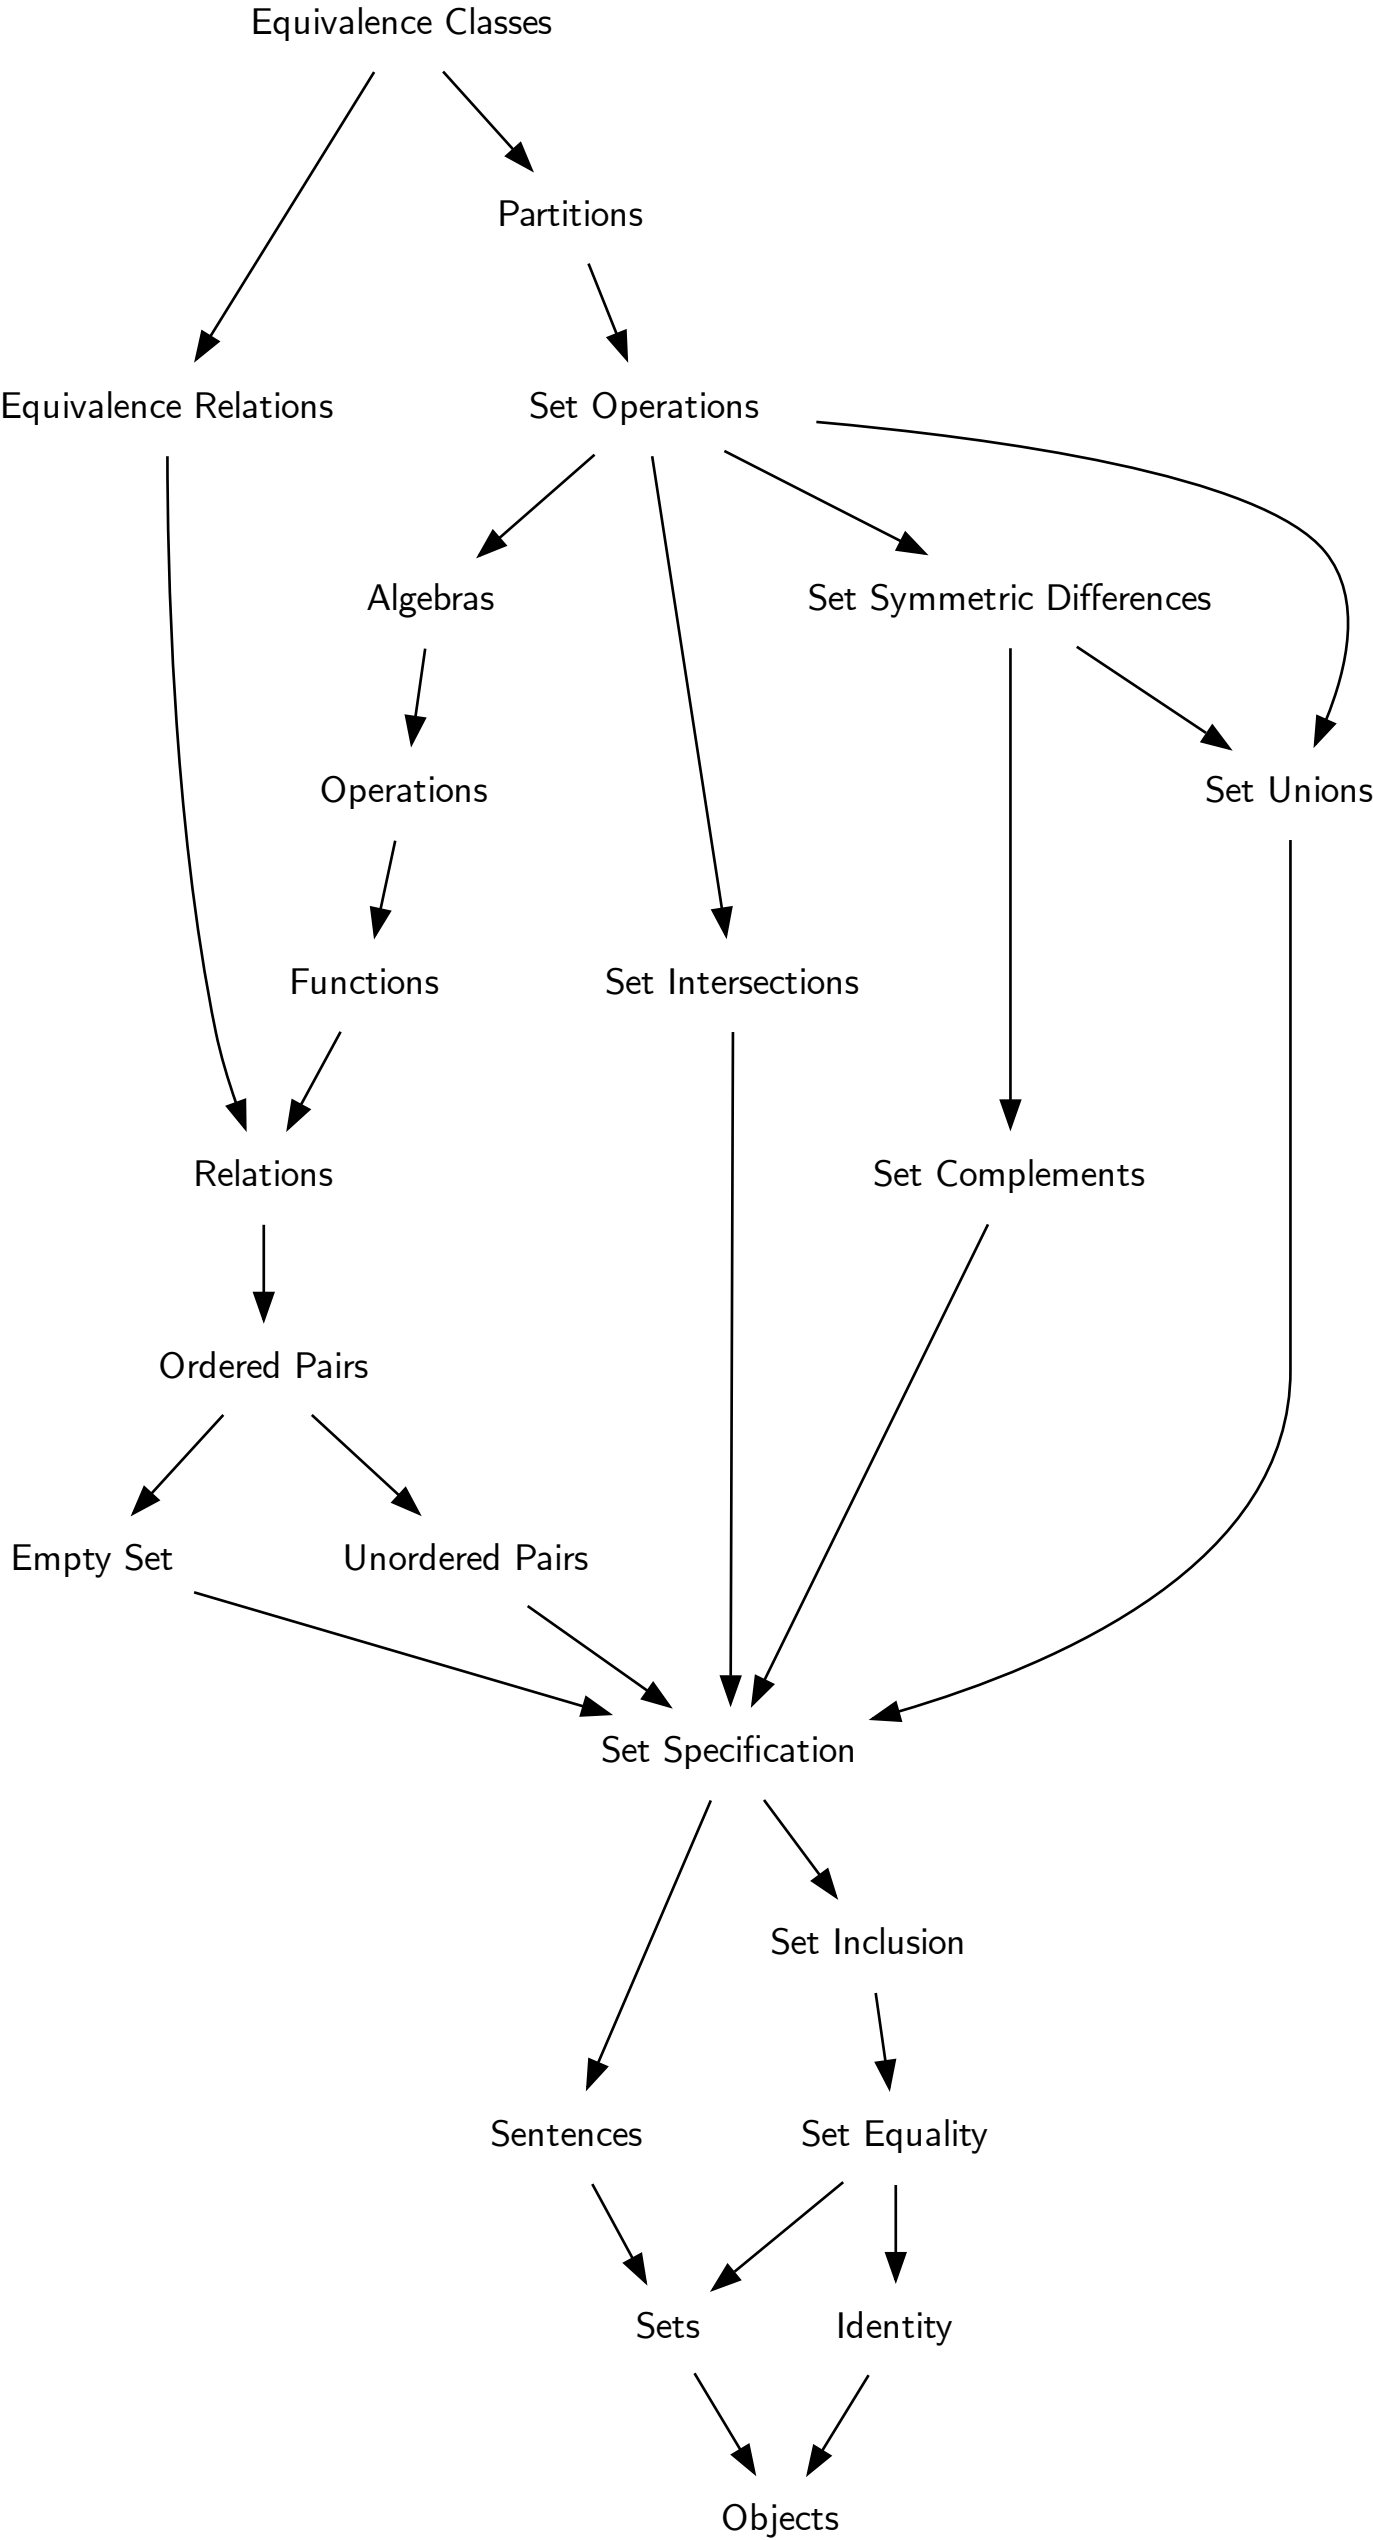 Equivalence Classes
Partitions
Equivalence Relations
Set Operations
Algebras
Set Symmetric Differences
Operations
Set Unions
Functions
Set Intersections
Relations
Set Complements
Ordered Pairs
Empty Set
Unordered Pairs
Set Specification
Set Inclusion
Sentences
Set Equality
Sets
Identity
Objects